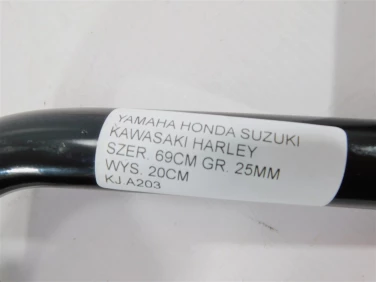 YAMAHA HONDA SUZUKI
KAWASAKI HARLEY
SZER. 69CM GR. 25MM
WYS. 20CM
KJ A203